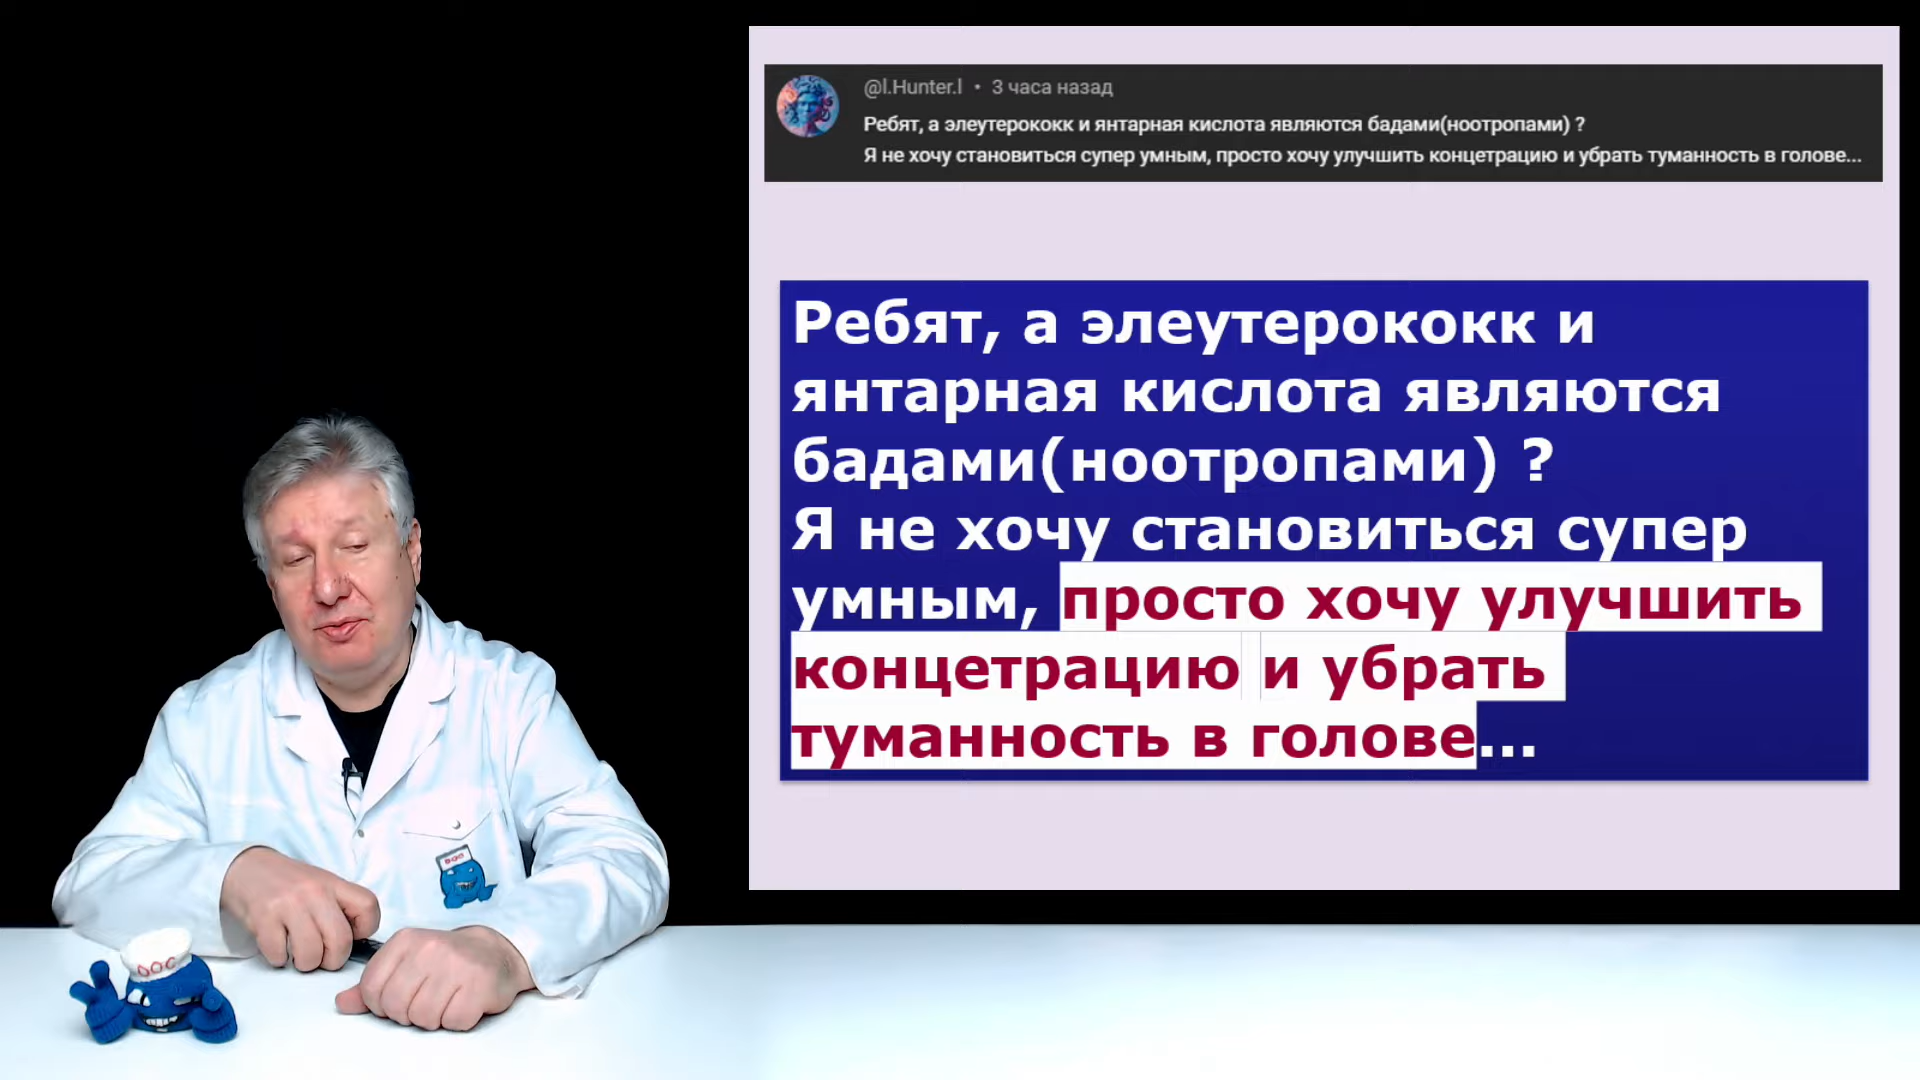 @l.Hunter.l • 3 часа назад
Ребят, а элеутерококк и янтарная кислота являются бадами(ноотропами) ?
Я не хочу становиться супер умным, просто хочу улучшить концетрацию и убрать туманность в голове...
Ребят, а элеутерококк и
янтарная кислота являются
бадами(ноотропами) ?
Я не хочу становиться супер
умным, просто хочу улучшить
концетрацию и убрать
туманность в голове...
DOC
DOC